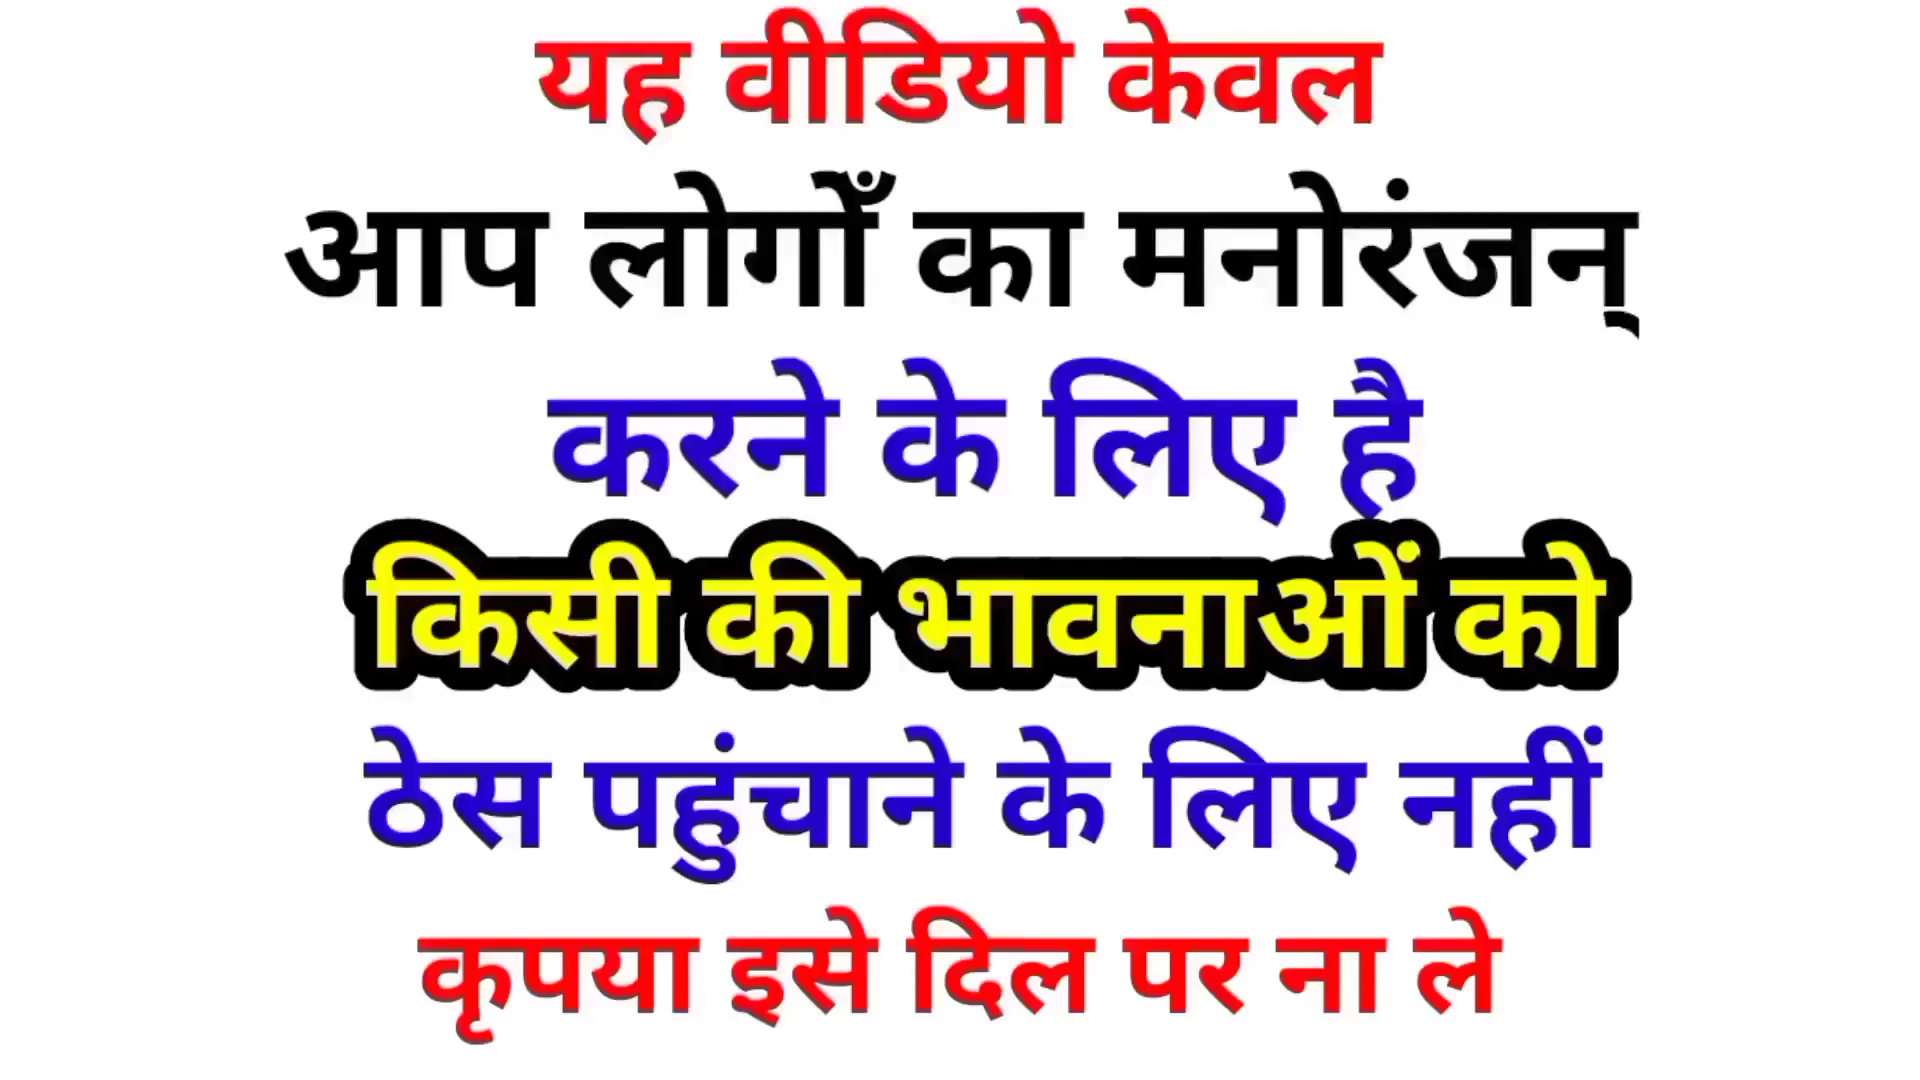 यह वीडियो केवल
आप लोगोँ का मनोरंजन्
करने के लिए है
किसी की भावनाओं को
ठेस पहुंचाने के लिए नहीं
कृपया इसे दिल पर ना ले